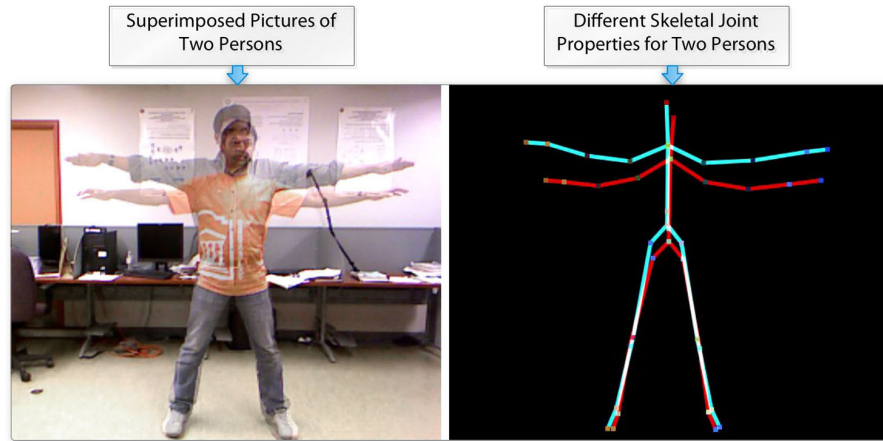 Superimposed Pictures of
Two Persons
Different Skeletal Joint
Properties for Two Persons